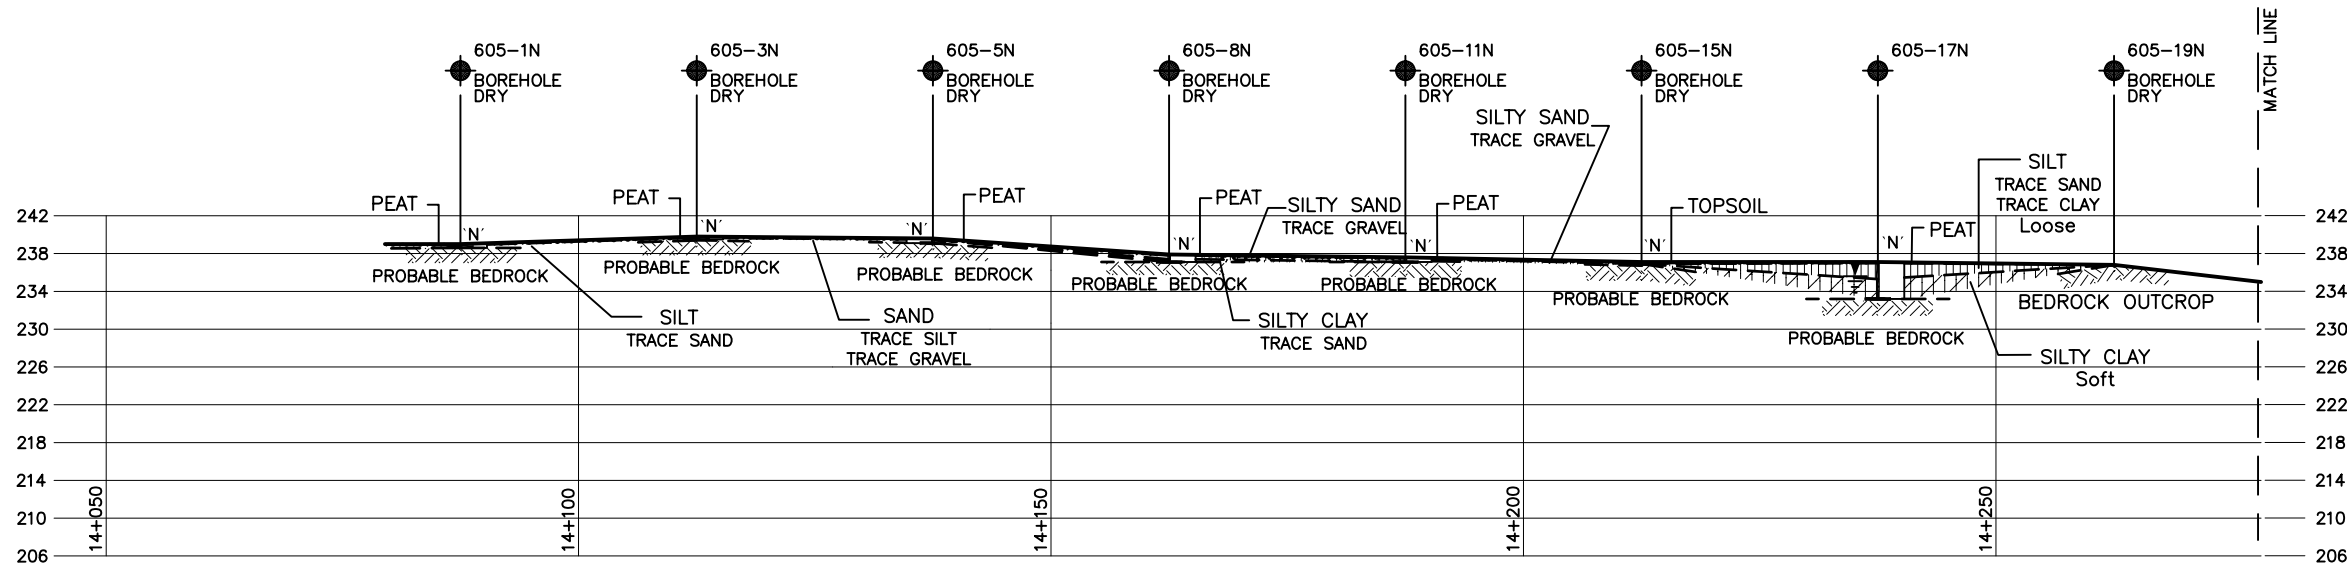 605-1N
BOREHOLE
DRY
605-3N
BOREHOLE
DRY
605-5N
BOREHOLE
DRY
605-8N
BOREHOLE
DRY
605-11N
BOREHOLE
DRY
605-15N
BOREHOLE
DRY
605-17N
605-19N
BOREHOLE
DRY
MATCH LINE
SILTY SAND
TRACE GRAVEL
SILT
TRACE SAND
TRACE CLAY
Loose
PEAT
PEAT
PEAT
PEAT
SILTY SAND
TRACE GRAVEL
PEAT
TOPSOIL
PEAT
'N'
'N'
'N'
'N'
'N'
'N'
'N'
PROBABLE BEDROCK
PROBABLE BEDROCK
PROBABLE BEDROCK
PROBABLE BEDROCK
PROBABLE BEDROCK
PROBABLE BEDROCK
PROBABLE BEDROCK
BEDROCK OUTCROP
SILT
TRACE SAND
SAND
TRACE SILT
TRACE GRAVEL
SILTY CLAY
TRACE SAND
SILTY CLAY
Soft
242
238
234
230
226
222
218
214
210
206
242
238
234
230
226
222
218
214
210
206
14+050
14+100
14+150
14+200
14+250